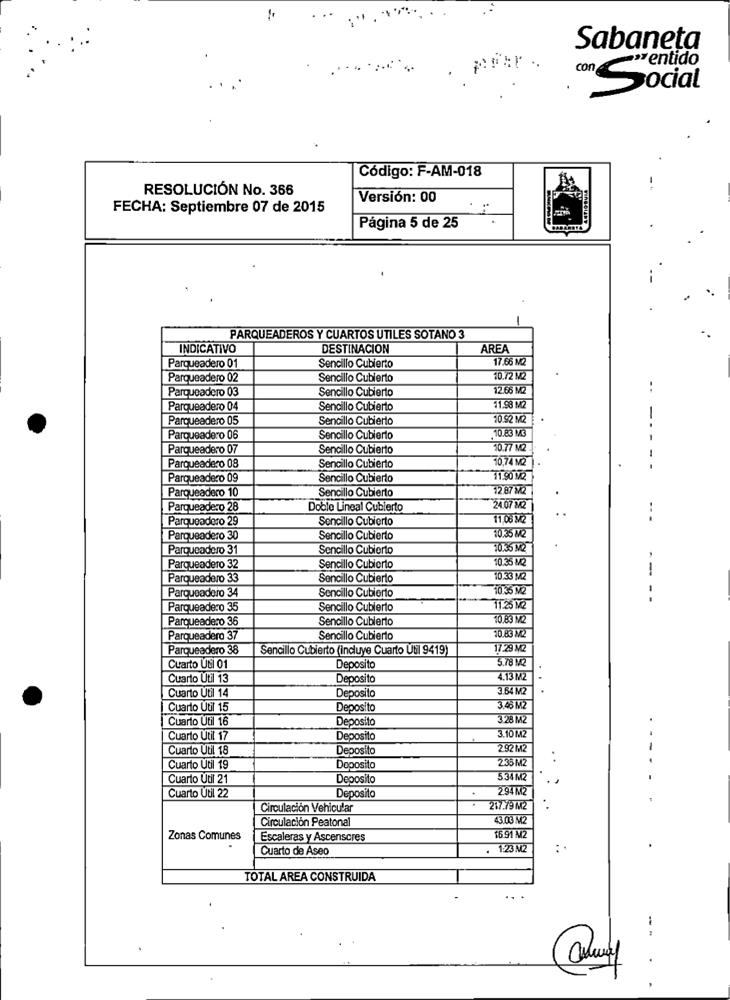 Sabaneta
con Sentido
Social
RESOLUCIÓN No. 366
FECHA: Septiembre 07 de 2015
Código: F-AM-018
Versión: 00
Página 5 de 25
SABANETA
PARQUEADEROS Y CUARTOS UTILES SOTANO 3
INDICATIVO DESTINACION AREA
Parqueadero 01 Sencillo Cubierto 17.66 M2
Parqueadero 02 Sencillo Cubierto 10.72 M2
Parqueadero 03 Sencillo Cubierto 12.66 M2
Parqueadero 04 Sencillo Cubierto 11.98 M2
Parqueadero 05 Sencillo Cubierto 10.92 M2
Parqueadero 06 Sencillo Cubierto 10.83 M3
Parqueadero 07 Sencillo Cubierto 10.77 M2
Parqueadero 08 Sencillo Cubierto 10.74 M2
Parqueadero 09 Sencillo Cubierto 11.90 M2
Parqueadero 10 Sencillo Cubierto 12.87 M2
Parqueadero 28 Doble Lineal Cubierto 24.07 M2
Parqueadero 29 Sencillo Cubierto 11.06 M2
Parqueadero 30 Sencillo Cubierto 10.35 M2
Parqueadero 31 Sencillo Cubierto 10.35 M2
Parqueadero 32 Sencillo Cubierto 10.35 M2
Parqueadero 33 Sencillo Cubierto 10.33 M2
Parqueadero 34 Sencillo Cubierto 10.35 M2
Parqueadero 35 Sencillo Cubierto 11.25 M2
Parqueadero 36 Sencillo Cubierto 10.83 M2
Parqueadero 37 Sencillo Cubierto 10.83 M2
Parqueadero 38 Sencillo Cubierto (incluye Cuarto Útil 9419) 17.29 M2
Cuarto Útil 01 Deposito 5.78 M2
Cuarto Útil 13 Deposito 4.13 M2
Cuarto Útil 14 Deposito 3.64 M2
Cuarto Útil 15 Deposito 3.46 M2
Cuarto Útil 16 Deposito 3.28 M2
Cuarto Útil 17 Deposito 3.10 M2
Cuarto Útil 18 Deposito 2.92 M2
Cuarto Útil 19 Deposito 2.35 M2
Cuarto Útil 21 Deposito 5.34 M2
Cuarto Útil 22 Deposito 2.94 M2
Zonas Comunes Circulación Vehicular 217.79 M2
Circulación Peatonal 43.03 M2
Escaleras y Ascensores 16.91 M2
Cuarto de Aseo 1.23 M2
TOTAL AREA CONSTRUIDA